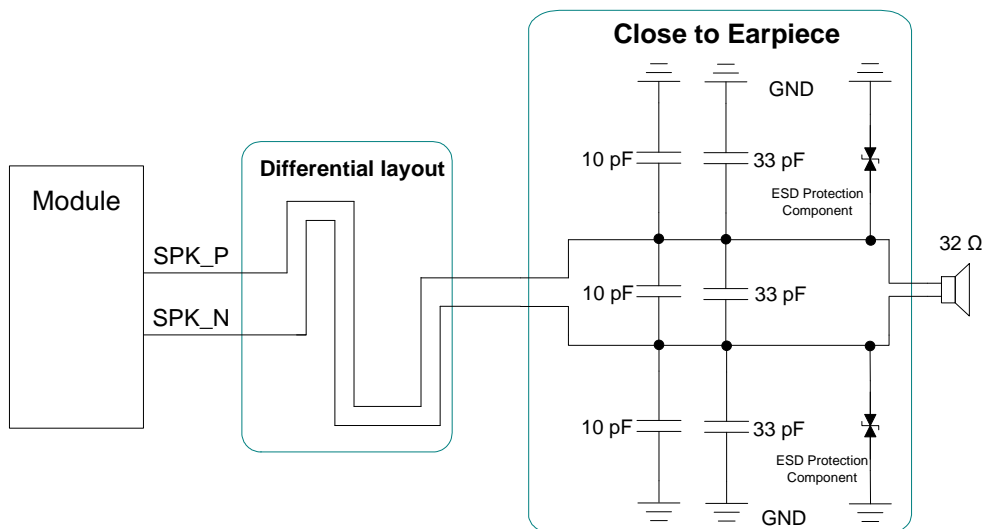 Close to Earpiece
GND
Differential layout
10 pF
33 pF
Module
ESD Protection
Component
SPK_P
32 Ω
10 pF
33 pF
SPK_N
10 pF
33 pF
ESD Protection
Component
GND